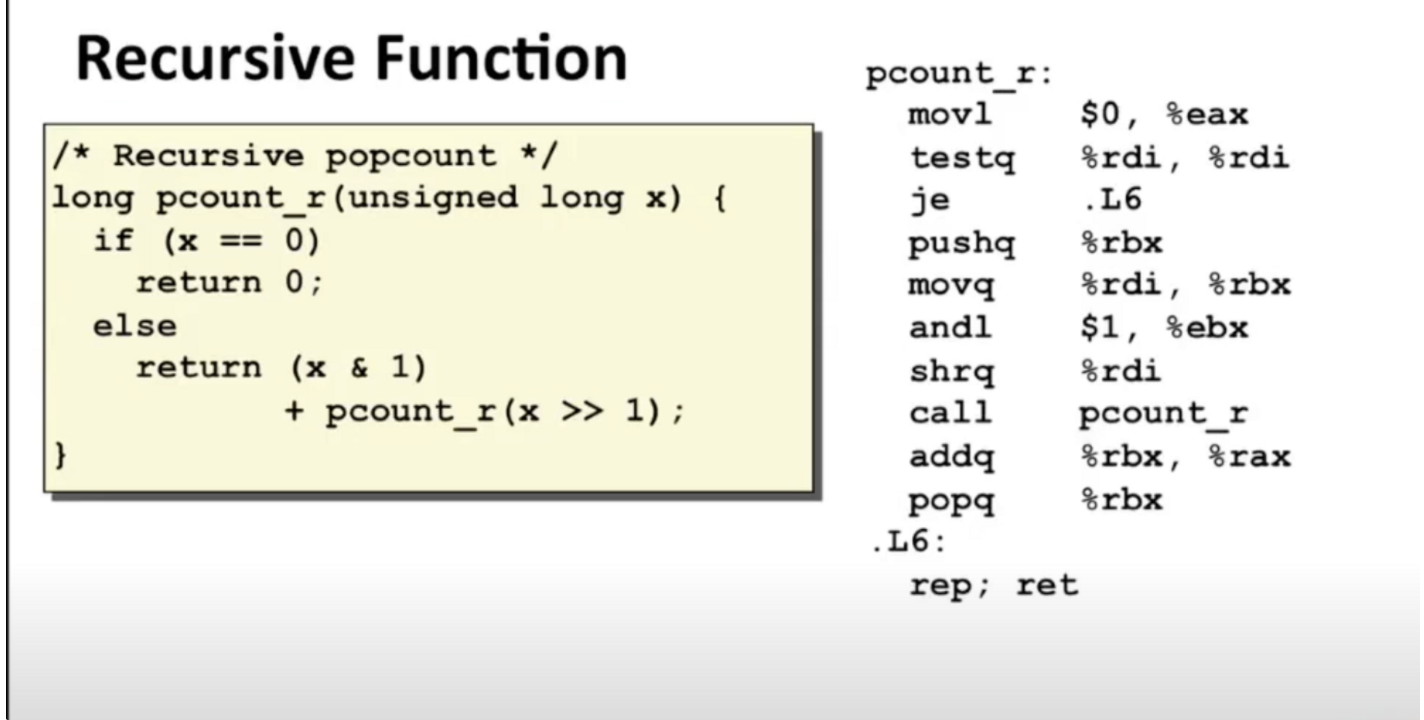 Recursive Function
/* Recursive popcount */
long pcount_r(unsigned long x) {
  if (x == 0)
    return 0;
  else
    return (x & 1)
           + pcount_r(x >> 1);
}
pcount_r:
  movl    $0, %eax
  testq   %rdi, %rdi
  je      .L6
  pushq   %rbx
  movq    %rdi, %rbx
  andl    $1, %ebx
  shrq    %rdi
  call    pcount_r
  addq    %rbx, %rax
  popq    %rbx
.L6:
  rep; ret